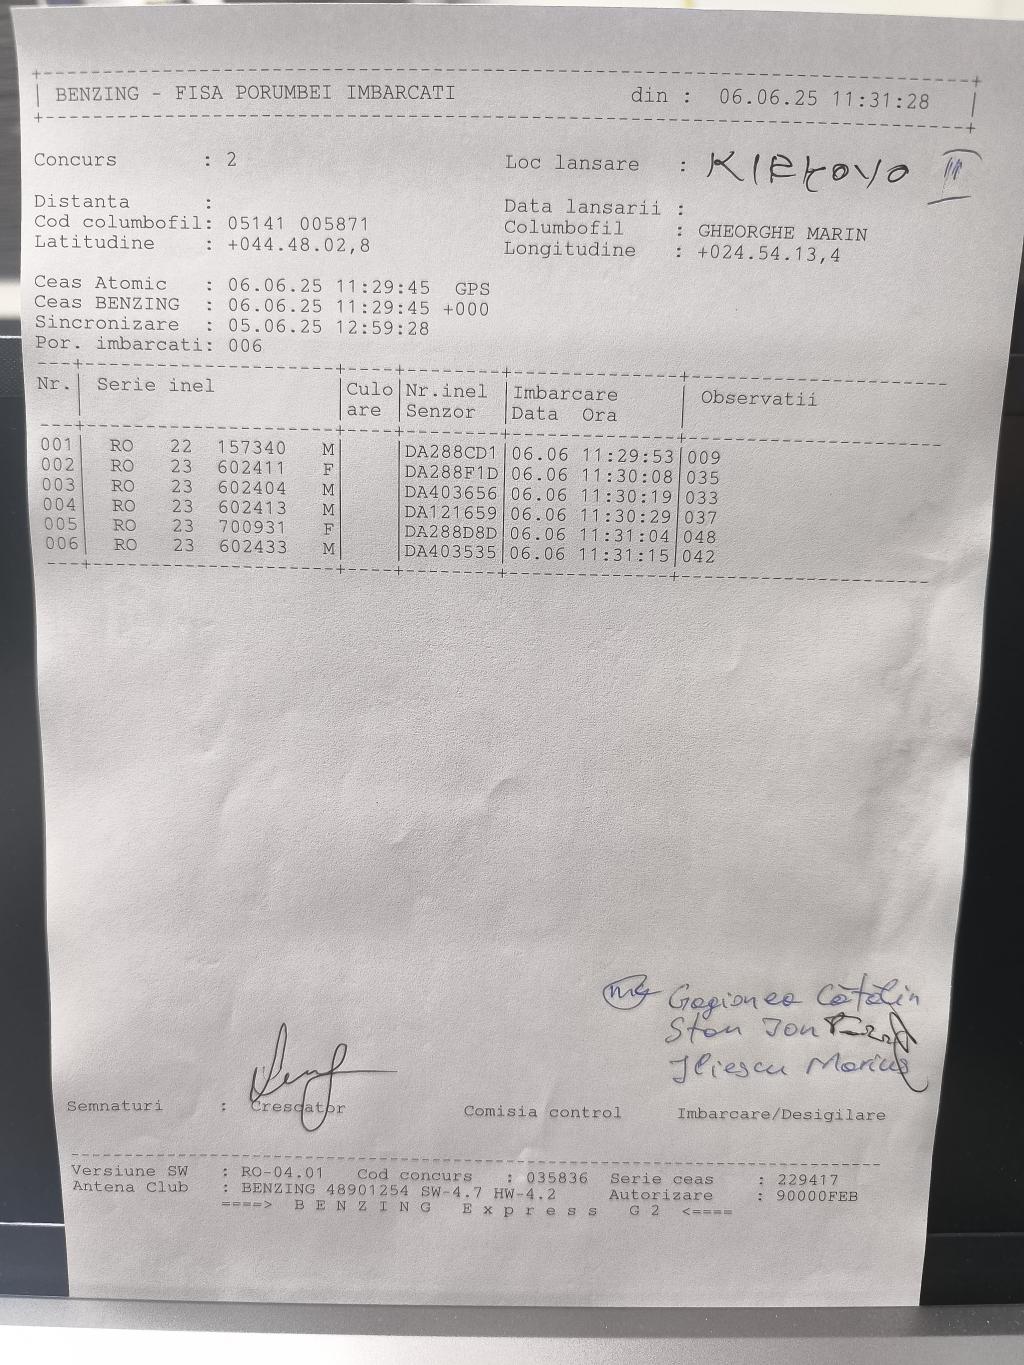 BENZING - FISA PORUMBEI IMBARCATI din : 06.06.25 11:31:28
Concurs : 2 Loc lansare : III
Distanta : Data lansarii :
Cod columbofil: 05141 005871 Columbofil : GHEORGHE MARIN
Latitudine : +044.48.02,8 Longitudine : +024.54.13,4
Ceas Atomic : 06.06.25 11:29:45 GPS
Ceas BENZING : 06.06.25 11:29:45 +000
Sincronizare : 05.06.25 12:59:28
Por. imbarcati: 006
Nr. Serie inel Culo Nr.inel Imbarcare Observatii
are Senzor Data Ora
001 RO 22 157340 M DA288CD1 06.06 11:29:53 009
002 RO 23 602411 F DA288F1D 06.06 11:30:08 035
003 RO 23 602404 M DA403656 06.06 11:30:19 033
004 RO 23 602413 M DA121659 06.06 11:30:29 037
005 RO 23 700931 F DA288D8D 06.06 11:31:04 048
006 RO 23 602433 M DA403535 06.06 11:31:15 042
Cătălin
Stan Ion
Iliescu Marius
Semnaturi : Crescator Comisia control Imbarcare/Desigilare
Versiune SW : RO-04.01 Cod concurs : 035836 Serie ceas : 229417
Antena Club : BENZING 48901254 SW-4.7 HW-4.2 Autorizare : 90000FEB
====> B E N Z I N G E x p r e s s G 2 <====